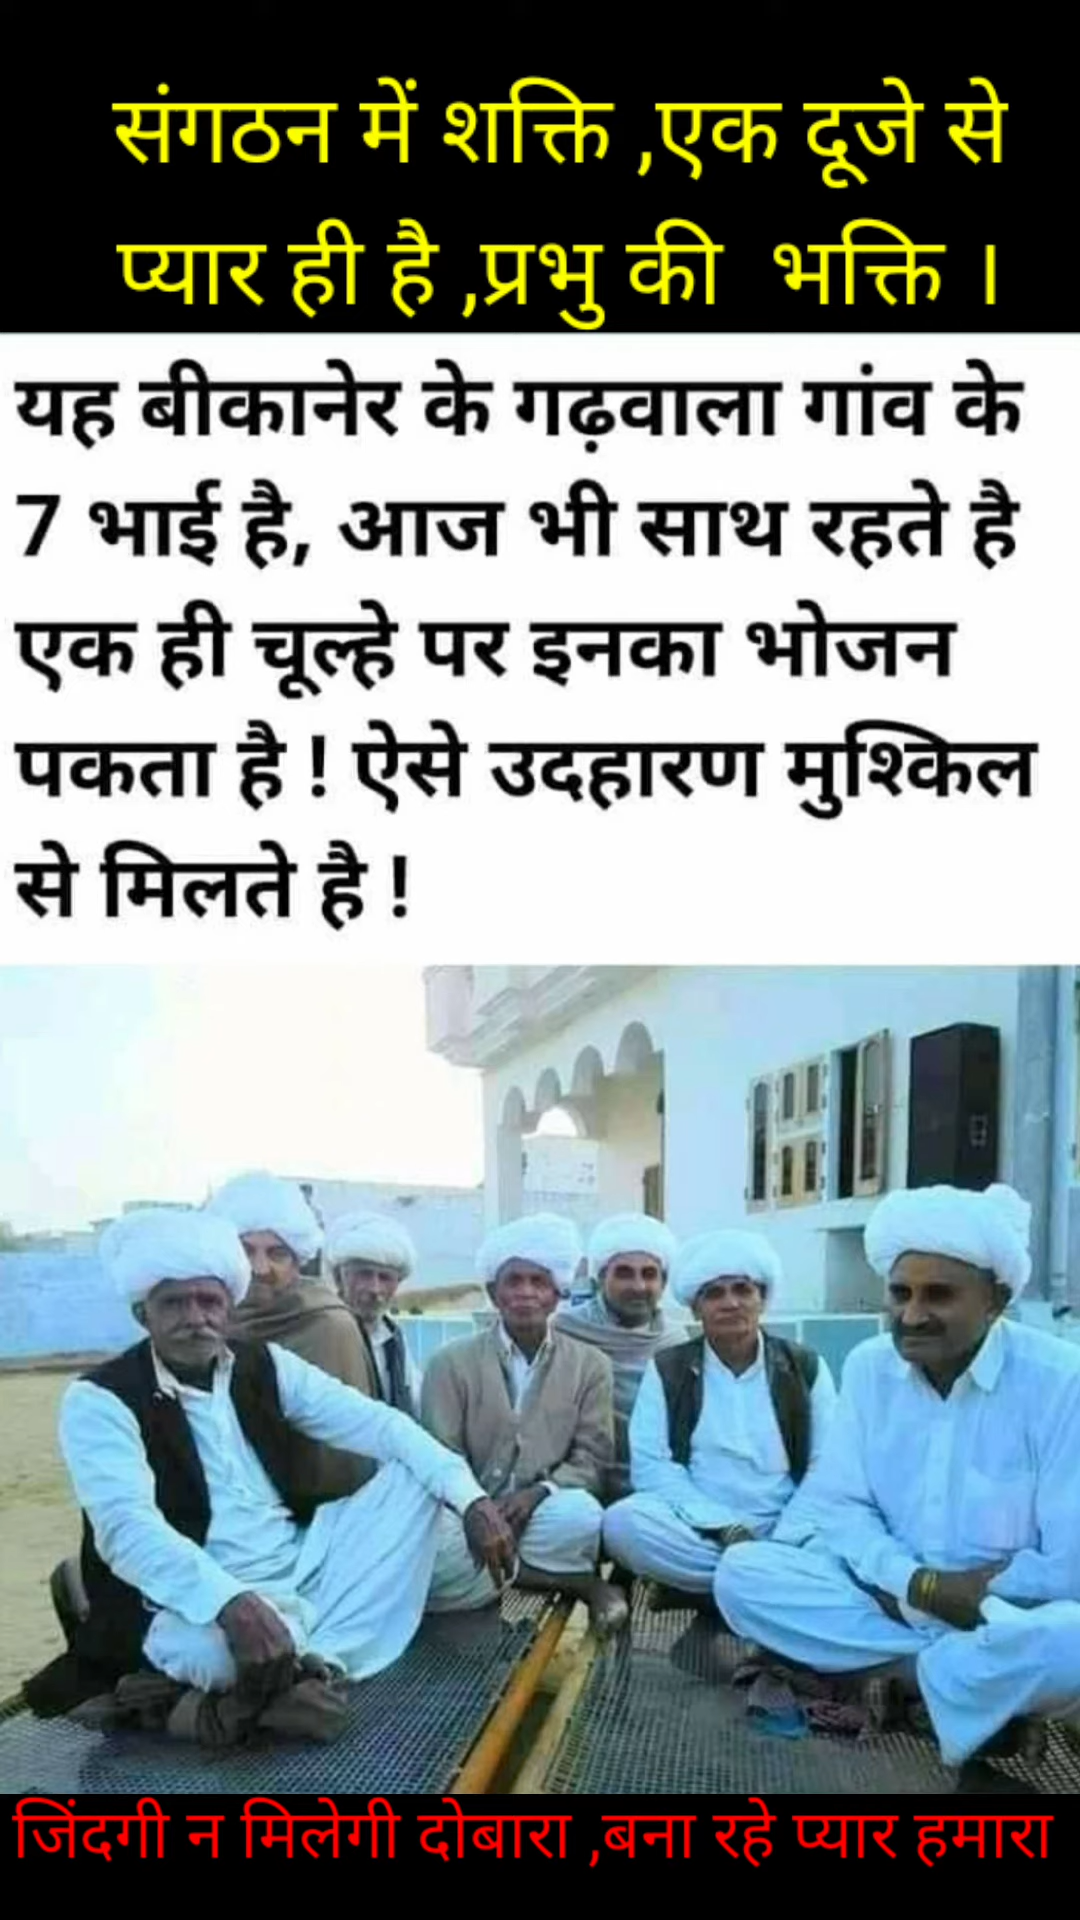 संगठन में शक्ति ,एक दूजे से
प्यार ही है ,प्रभु की भक्ति ।
यह बीकानेर के गढ़वाला गांव के
7 भाई है, आज भी साथ रहते है
एक ही चूल्हे पर इनका भोजन
पकता है ! ऐसे उदहारण मुश्किल
से मिलते है !
जिंदगी न मिलेगी दोबारा ,बना रहे प्यार हमारा